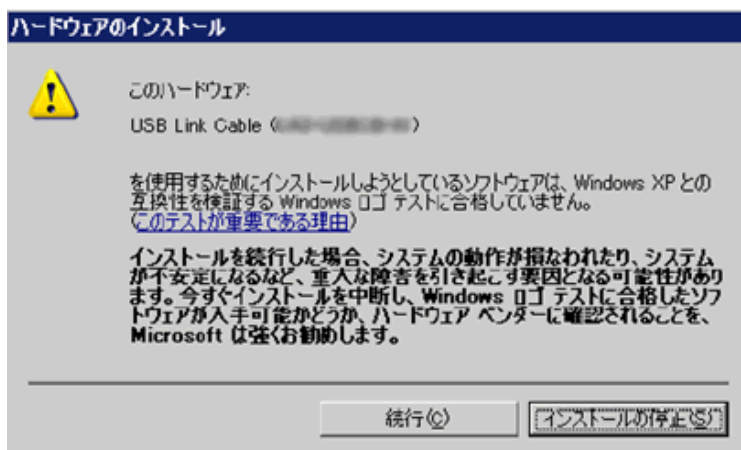 ハードウェアのインストール
このハードウェア:
USB Link Cable ( )
を使用するためにインストールしようとしているソフトウェアは、Windows XP との
互換性を検証する Windows ロゴ テストに合格していません。
(このテストが重要である理由)
インストールを続行した場合、システムの動作が損なわれたり、システム
が不安定になるなど、重大な障害を引き起こす要因となる可能性があり
ます。今すぐインストールを中断し、Windows ロゴ テストに合格したソフ
トウェアが入手可能かどうか、ハードウェア ベンダーに確認されることを、
Microsoft は強くお勧めします。
続行(C)
インストールの停止(S)